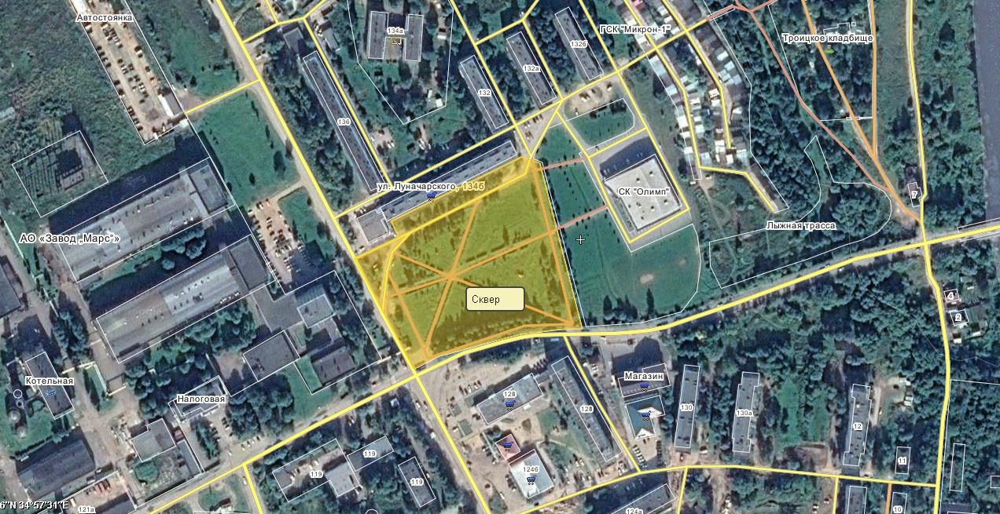 Автостоянка
134а
132б
ГСК "Микрон-1"
Троицкое кладбище
132а
132
136
ул. Луначарского, 134б
СК "Олимп"
7
АО «Завод „Марс"»
Лыжная трасса
Сквер
4
2
Котельная
Налоговая
Магазин
128
128
130
130а
12
119
119
119
124б
11
6"N 34°57'31"E
121а
124а
10